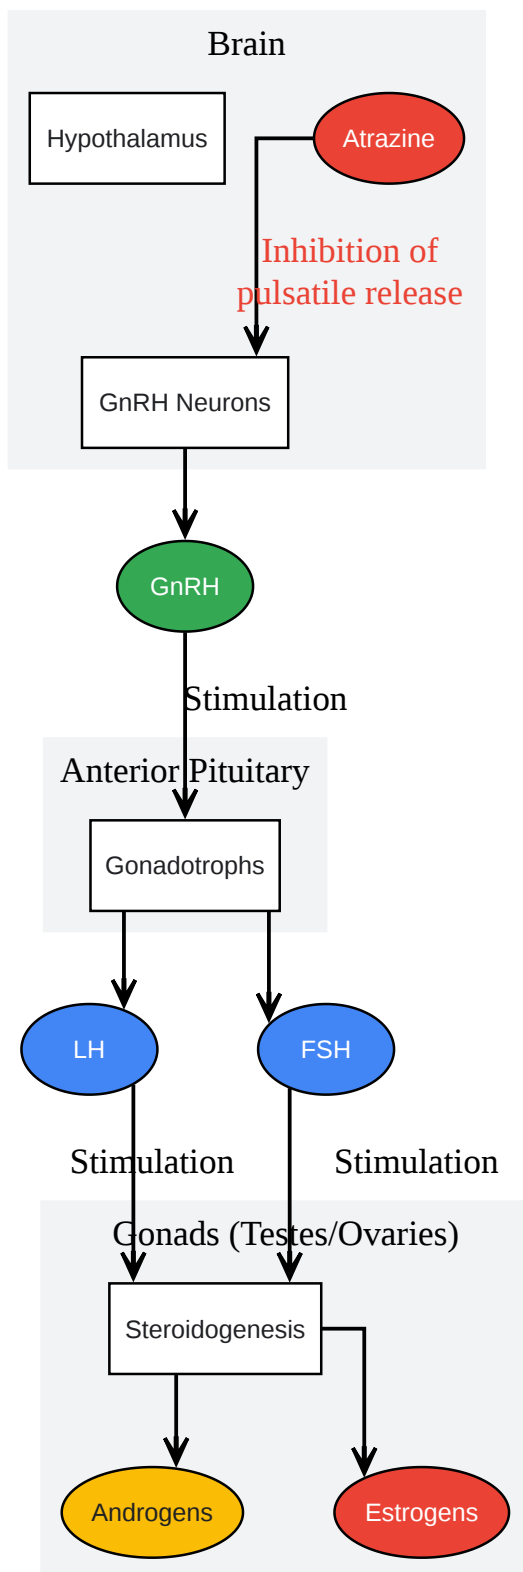 Brain
Hypothalamus
Atrazine
Inhibition of
pulsatile release
GnRH Neurons
GnRH
Stimulation
Anterior Pituitary
Gonadotrophs
LH
FSH
Stimulation
Stimulation
Gonads (Testes/Ovaries)
Steroidogenesis
Androgens
Estrogens